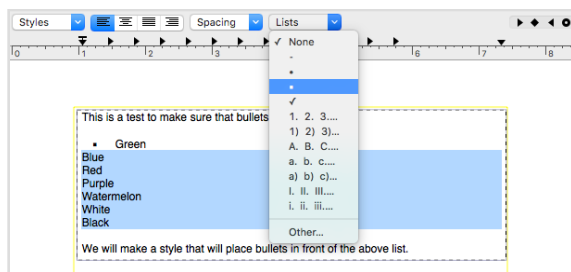 Styles Spacing Lists
0 1 2 3 6 7 8
✓ None
-
•
▪
✓
1. 2. 3....
1) 2) 3)...
A. B. C....
a. b. c....
a) b) c)...
I. II. III....
i. ii. iii....
Other...
This is a test to make sure that bullets
▪ Green
Blue
Red
Purple
Watermelon
White
Black
We will make a style that will place bullets in front of the above list.